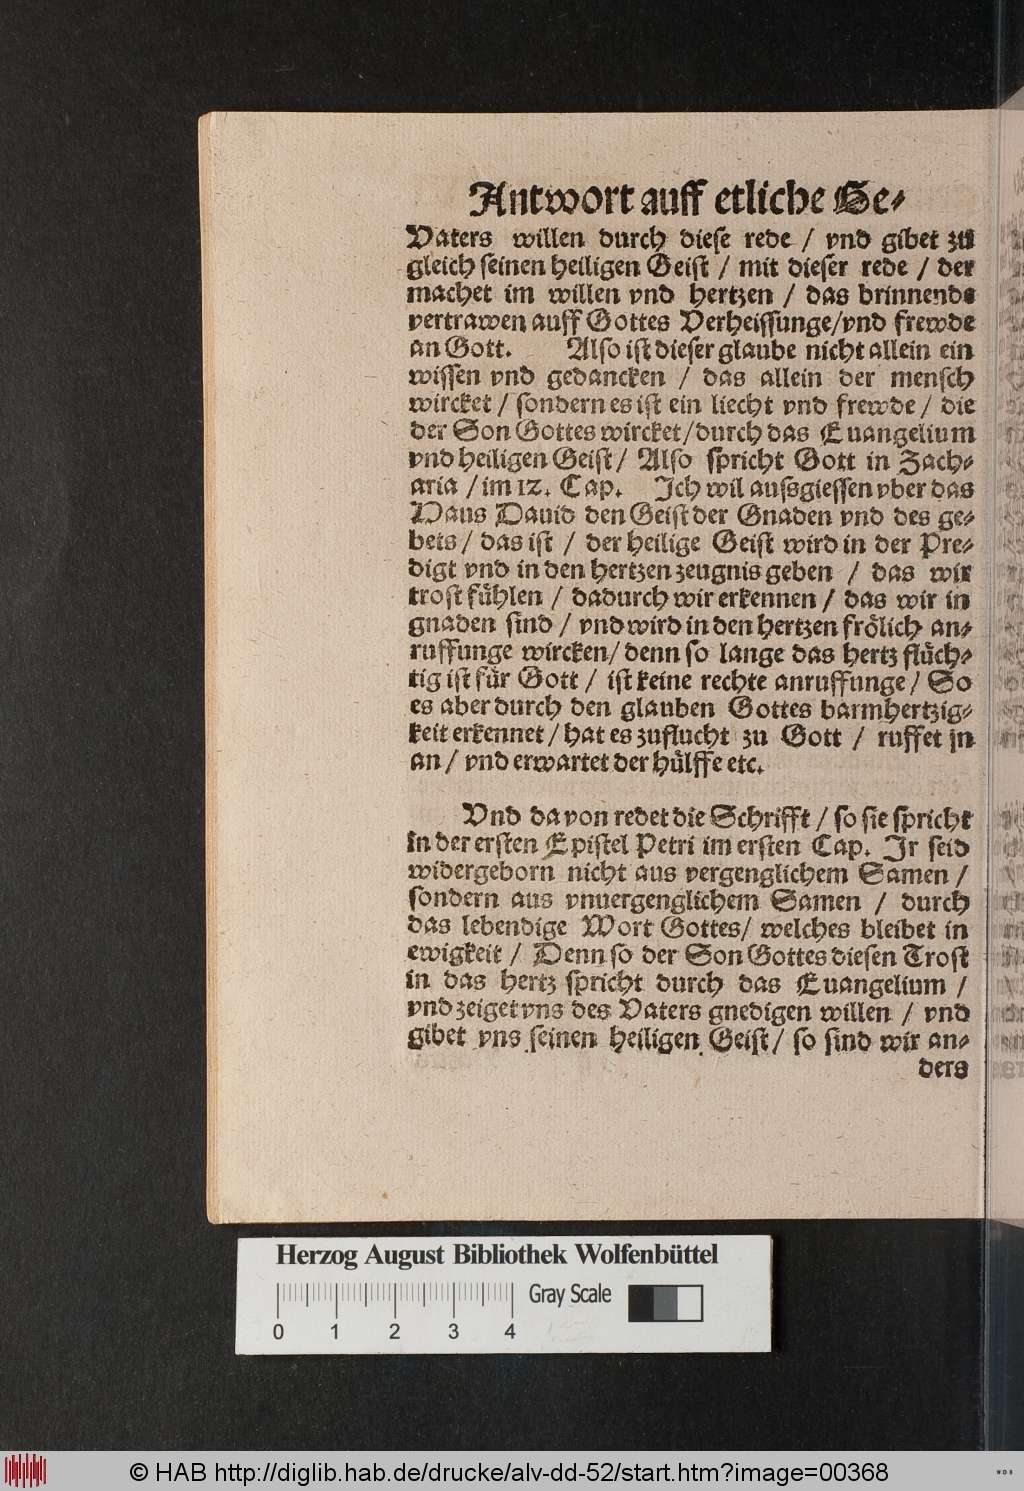 Antwort auff etliche Ge⸗
Vaters willen durch diese rede / vnd gibet zu
gleich seinen heiligen Geist / mit dieser rede / der
machet im willen vnd hertzen / das brinnende
vertrawen auff Gottes Verheissunge/vnd frewde
an Gott. Also ist dieser glaube nicht allein ein
wissen vnd gedancken / das allein der mensch
wircket / sondern es ist ein liecht vnd frewde / die
der Son Gottes wircket/durch das Euangelium
vnd heiligen Geist / Also spricht Gott in Zach⸗
aria / im 12. Cap. Ich wil aufsgiessen vber das
Haus Dauid den Geist der Gnaden vnd des ge⸗
bets / das ist / der heilige Geist wird in der Pre⸗
digt vnd in den hertzen zeugnis geben / das wir
trost fühlen / dadurch wir erkennen / das wir in
gnaden sind / vnd wird in den hertzen frölich an⸗
ruffunge wircken/ denn so lange das hertz flüch⸗
tig ist für Gott / ist keine rechte anruffunge / So
es aber durch den glauben Gottes barmhertzig⸗
keit erkennet / hat es zuflucht zu Gott / ruffet jn
an / vnd erwartet der hülffe etc.
Vnd da von redet die Schrifft / so sie spricht
in der ersten Epistel Petri im ersten Cap. Ir seid
widergeborn nicht aus vergenglichem Samen /
sondern aus vnuergenglichem Samen / durch
das lebendige Wort Gottes/ welches bleibet in
ewigkeit / Denn so der Son Gottes diesen Trost
in das hertz spricht durch das Euangelium /
vnd zeiget vns des Vaters gnedigen willen / vnd
gibet vns seinen heiligen Geist / so sind wir an⸗
ders
Herzog August Bibliothek Wolfenbüttel
Gray Scale
0 1 2 3 4
© HAB http://diglib.hab.de/drucke/alv-dd-52/start.htm?image=00368